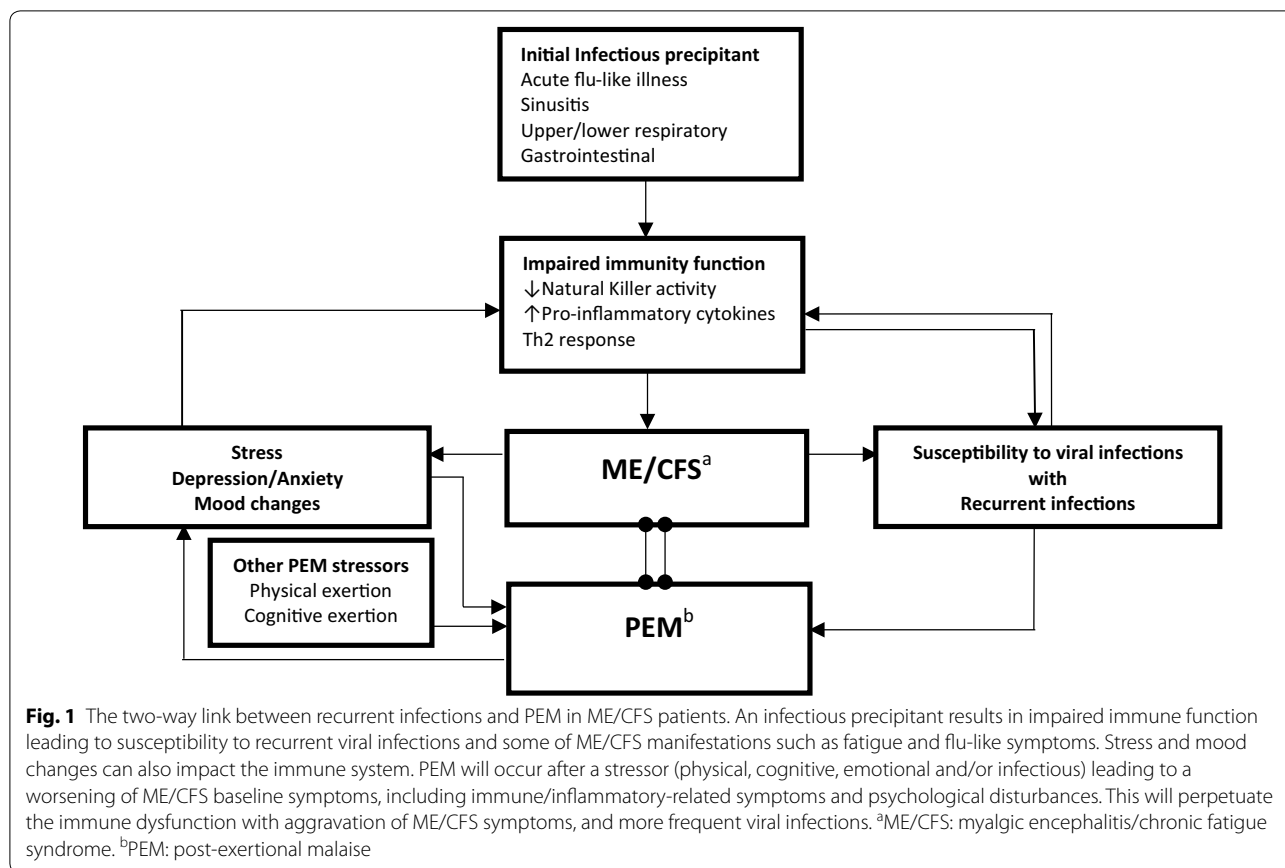 Initial Infectious precipitant
Acute flu-like illness
Sinusitis
Upper/lower respiratory
Gastrointestinal
Impaired immunity function
↓Natural Killer activity
↑Pro-inflammatory cytokines
Th2 response
Stress
Depression/Anxiety
Mood changes
ME/CFSa
Susceptibility to viral infections
with
Recurrent infections
Other PEM stressors
Physical exertion
Cognitive exertion
PEMb
Fig. 1 The two-way link between recurrent infections and PEM in ME/CFS patients. An infectious precipitant results in impaired immune function
leading to susceptibility to recurrent viral infections and some of ME/CFS manifestations such as fatigue and flu-like symptoms. Stress and mood
changes can also impact the immune system. PEM will occur after a stressor (physical, cognitive, emotional and/or infectious) leading to a
worsening of ME/CFS baseline symptoms, including immune/inflammatory-related symptoms and psychological disturbances. This will perpetuate
the immune dysfunction with aggravation of ME/CFS symptoms, and more frequent viral infections. aME/CFS: myalgic encephalitis/chronic fatigue
syndrome. bPEM: post-exertional malaise